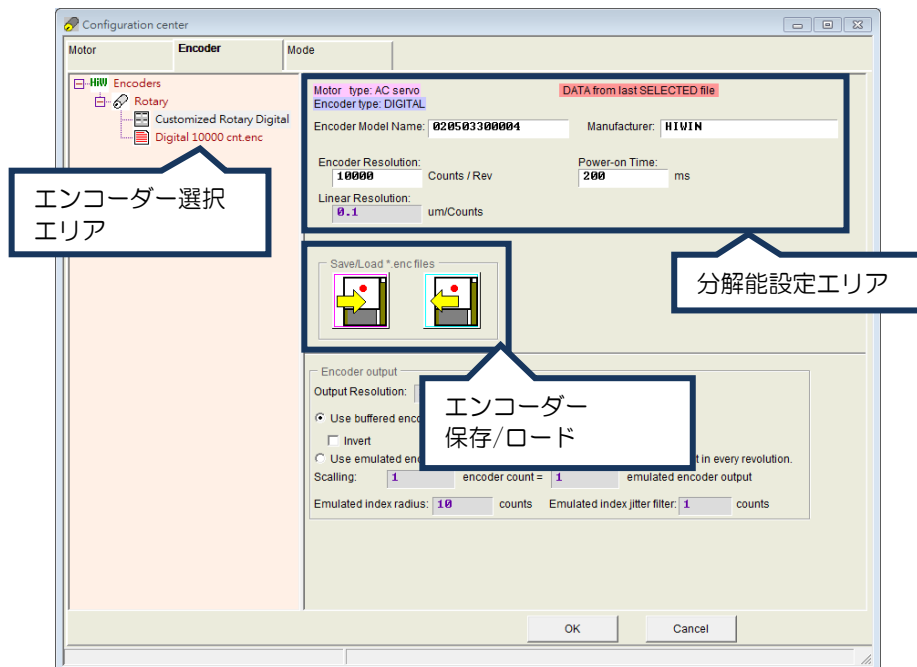 Configuration center
Motor
Encoder
Mode
HiW Encoders
Rotary
Customized Rotary Digital
Digital 10000 cnt.enc
エンコーダー選択
エリア
Motor type: AC servo
DATA from last SELECTED file
Encoder type: DIGITAL
Encoder Model Name: 020503300004
Manufacturer: HIWIN
Encoder Resolution:
10000 Counts / Rev
Power-on Time:
200 ms
Linear Resolution:
0.1 um/Counts
分解能設定エリア
Save/Load *.enc files
エンコーダー
保存/ロード
Encoder output
Output Resolution:
Use buffered
Invert
Use emulated
in every revolution.
Scalling: 1 encoder count = 1 emulated encoder output
Emulated index radius: 10 counts Emulated index jitter filter: 1 counts
OK
Cancel